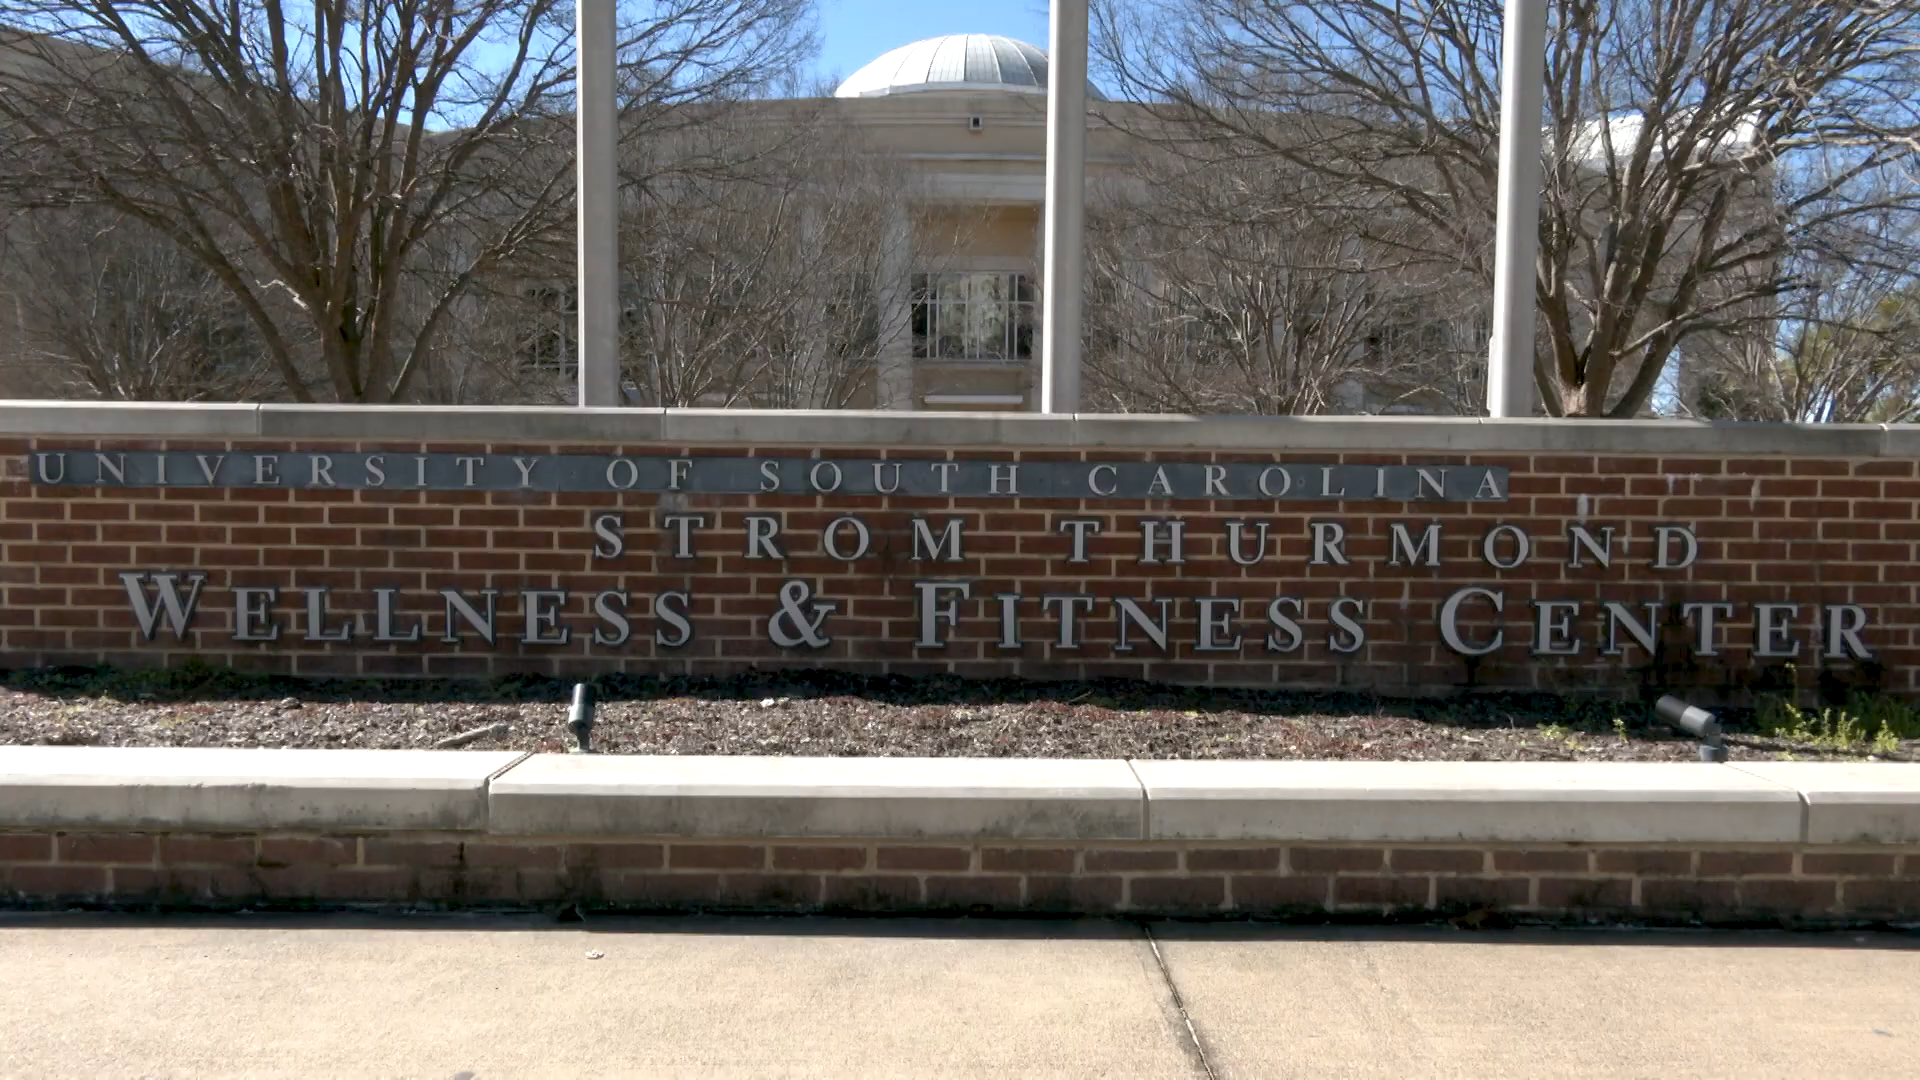 UNIVERSITY OF SOUTH CAROLINA
STROM THURMOND
WELLNESS & FITNESS CENTER